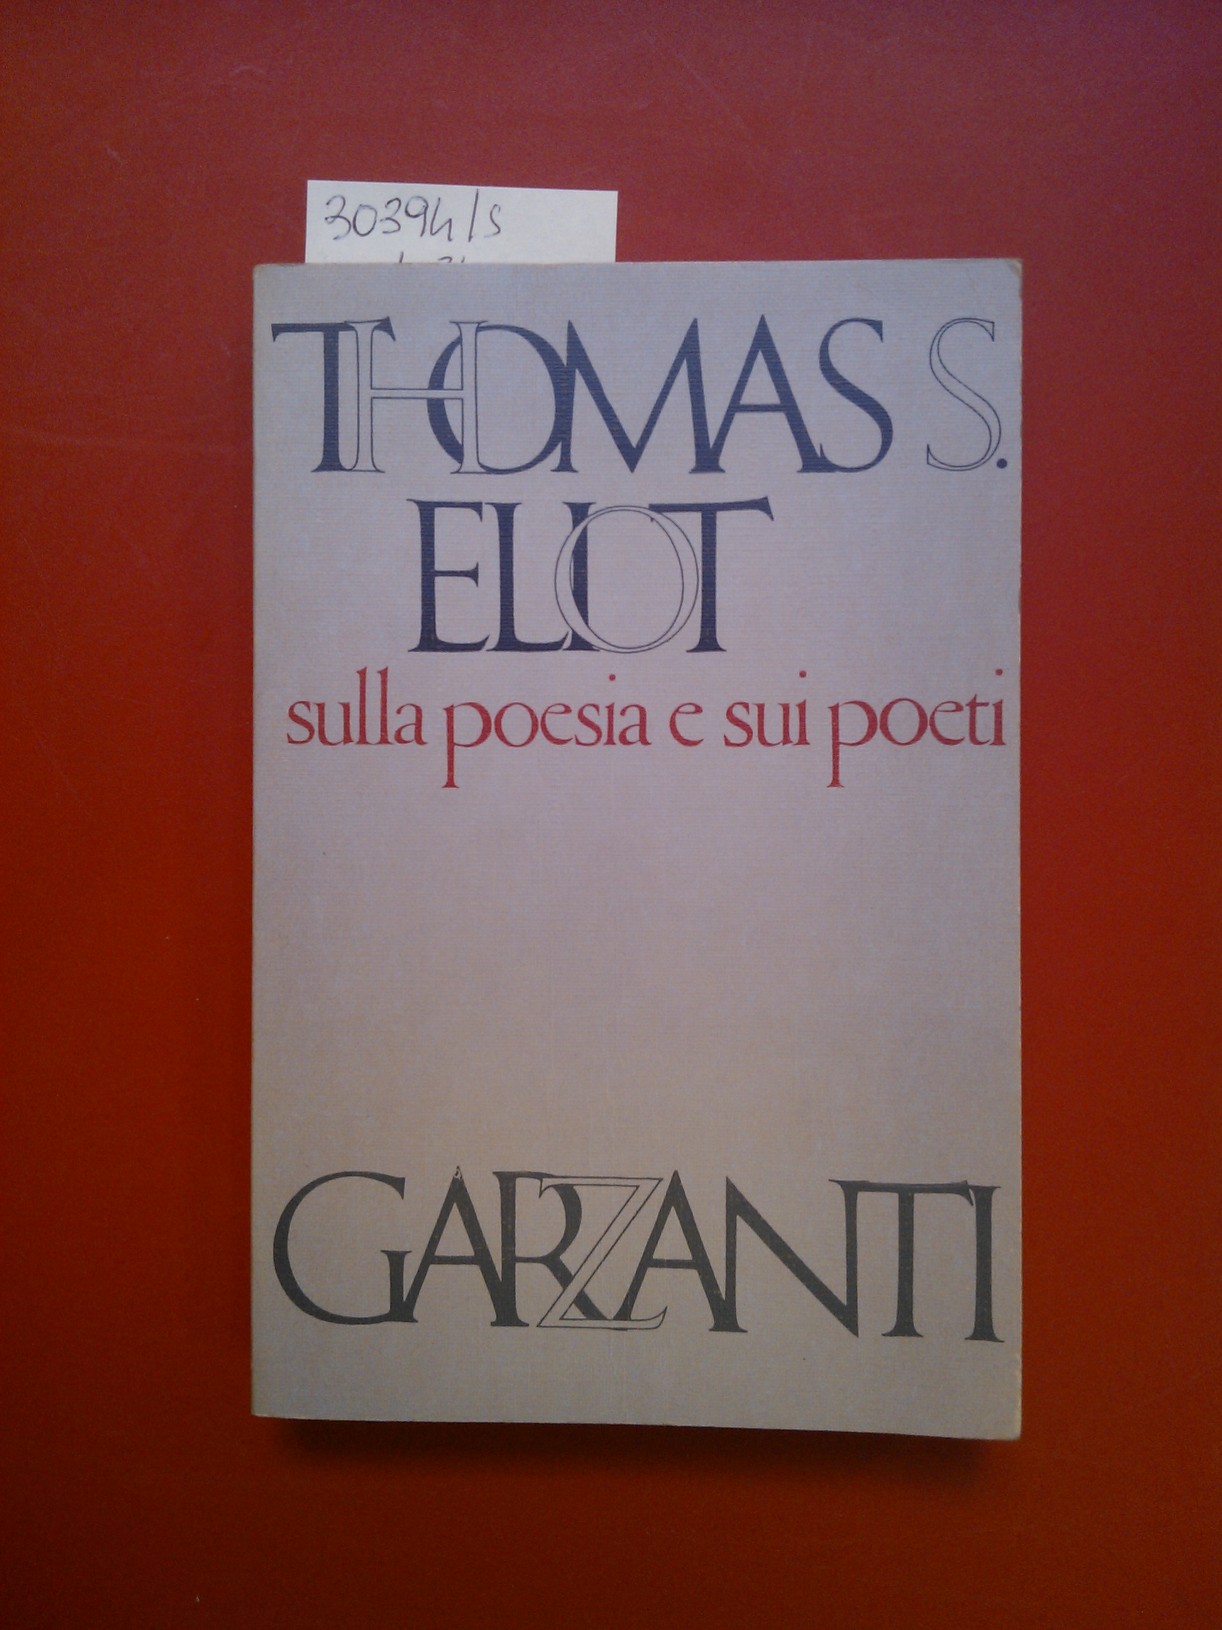 30394/s
THOMAS S.
ELIOT
sulla poesia e sui poeti
GARZANTI